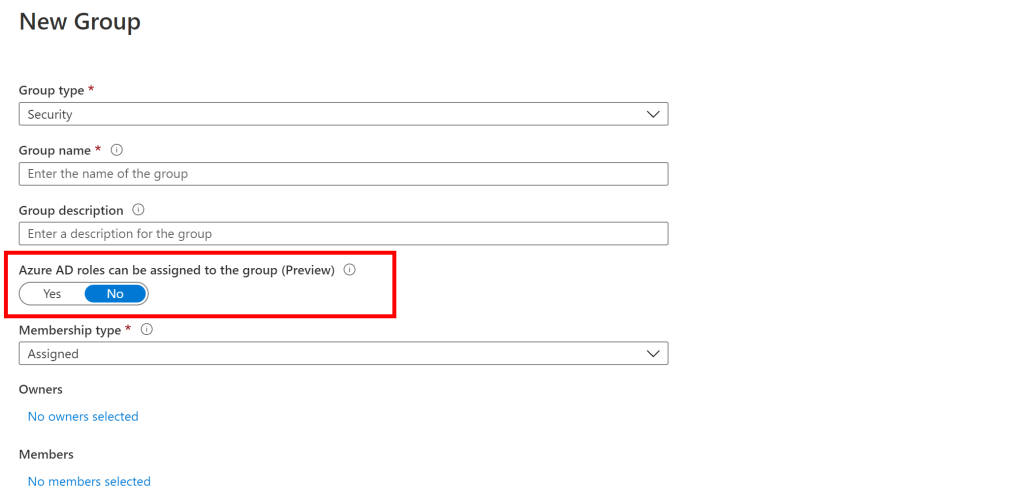 New Group
Group type *
Security
Group name *
Enter the name of the group
Group description
Enter a description for the group
Azure AD roles can be assigned to the group (Preview)
Yes No
Membership type *
Assigned
Owners
No owners selected
Members
No members selected